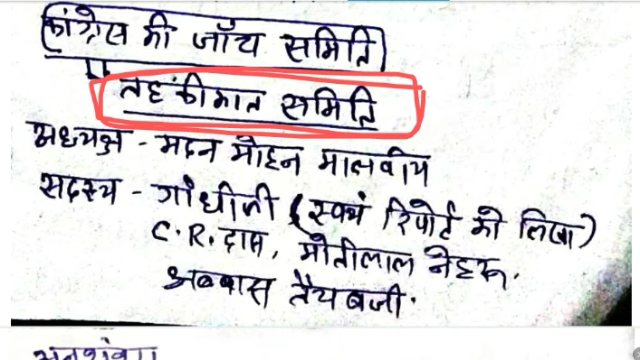 कांग्रेस की जाँच समिति
तहकीकात समिति
अध्यक्ष - मदन मोहन मालवीय
सदस्य - गाँधीजी (स्वयं रिपोर्ट को लिखा)
C.R. दास, मोतीलाल नेहरू.
अब्बास तैयबजी.